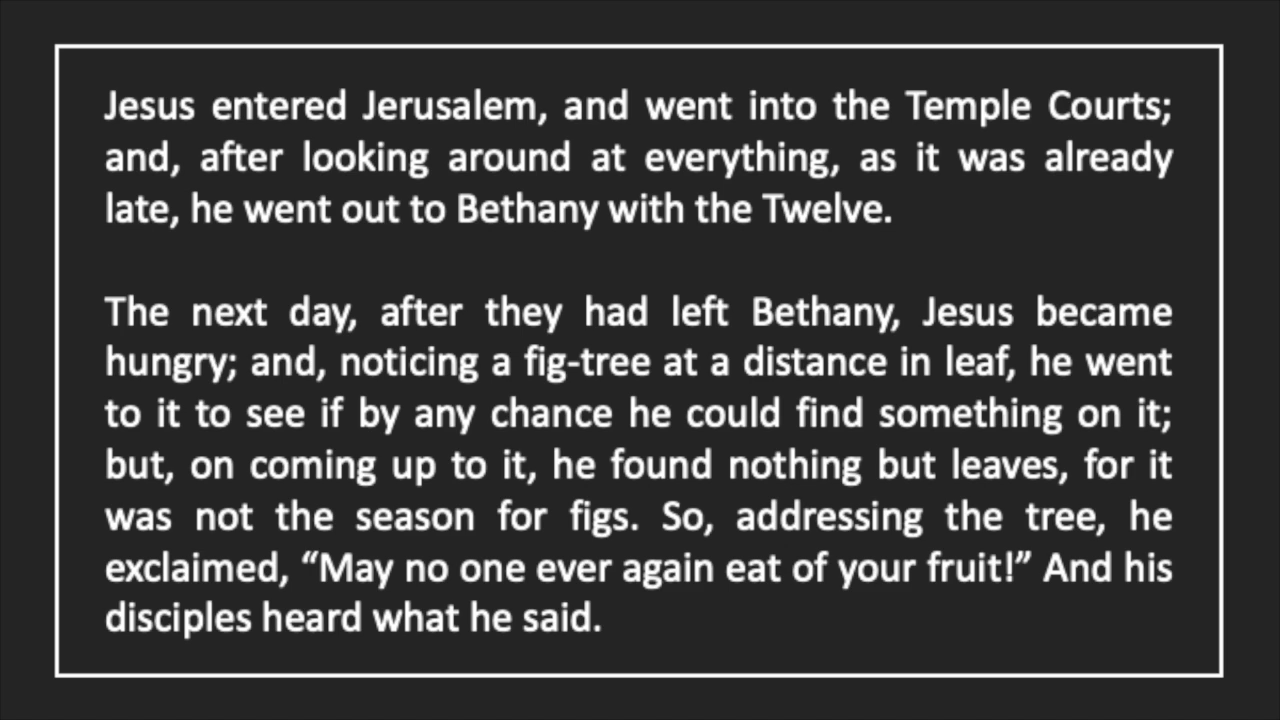 Jesus entered Jerusalem, and went into the Temple Courts;
and, after looking around at everything, as it was already
late, he went out to Bethany with the Twelve.
The next day, after they had left Bethany, Jesus became
hungry; and, noticing a fig-tree at a distance in leaf, he went
to it to see if by any chance he could find something on it;
but, on coming up to it, he found nothing but leaves, for it
was not the season for figs. So, addressing the tree, he
exclaimed, “May no one ever again eat of your fruit!” And his
disciples heard what he said.